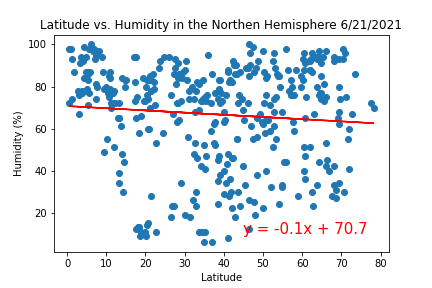 Latitude vs. Humidity in the Northen Hemisphere 6/21/2021
Humidity (%)
100
80
60
40
20
y = -0.1x + 70.7
0 10 20 30 40 50 60 70 80
Latitude